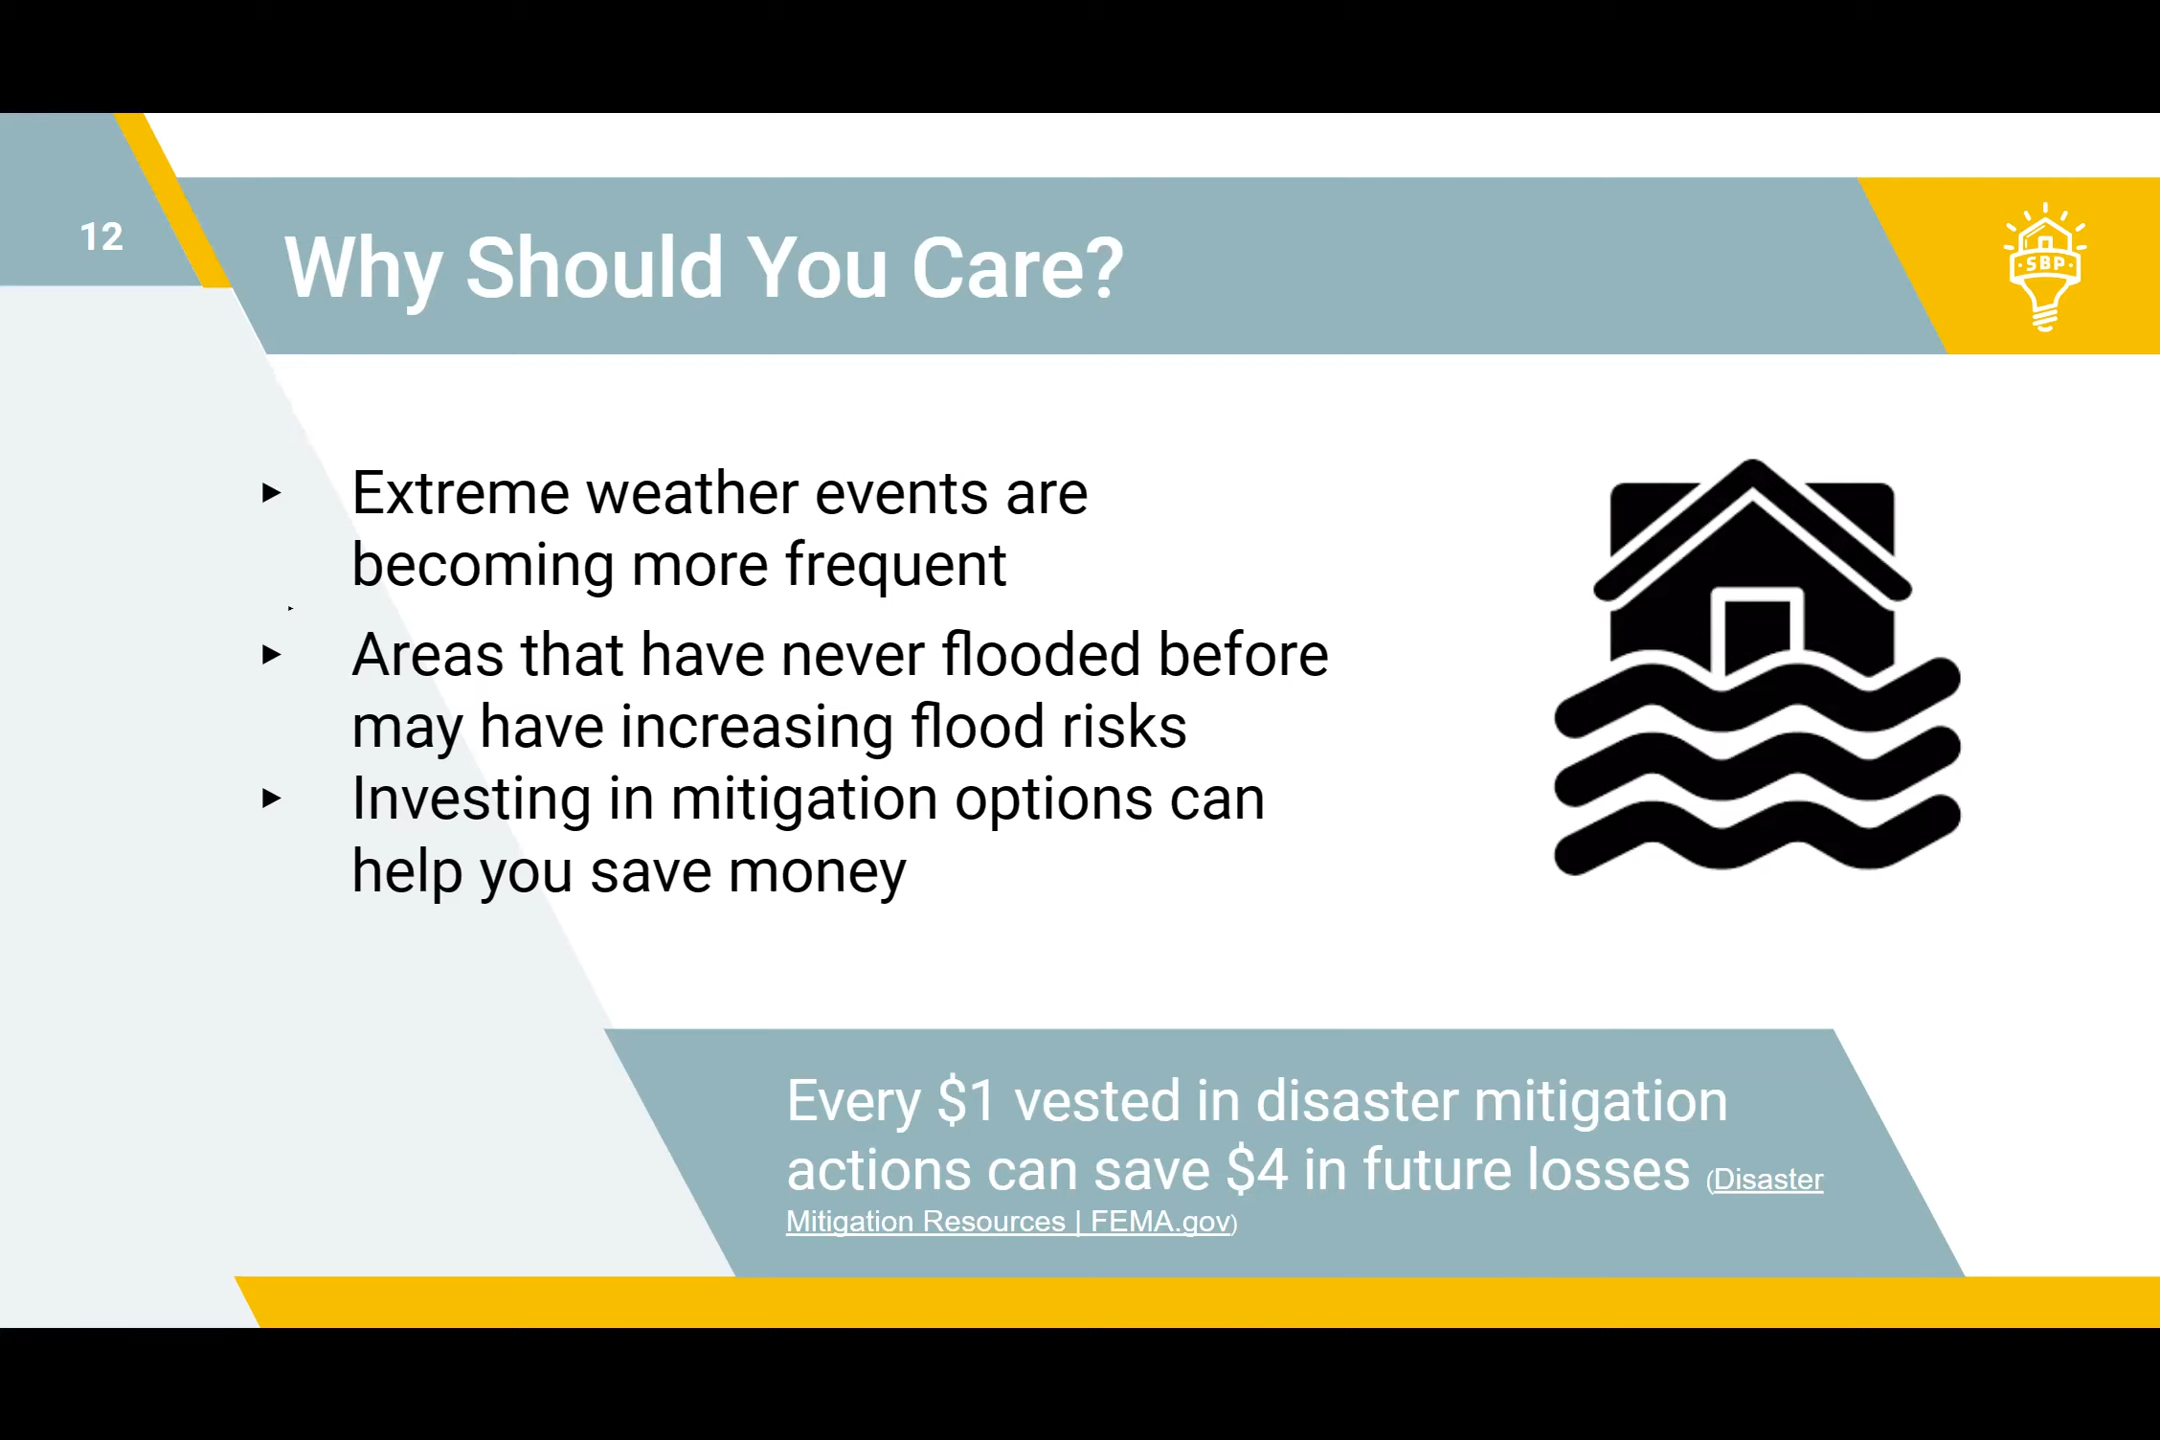 12
Why Should You Care?
SBP
Extreme weather events are
becoming more frequent
Areas that have never flooded before
may have increasing flood risks
Investing in mitigation options can
help you save money
Every $1 vested in disaster mitigation
actions can save $4 in future losses (Disaster
Mitigation Resources | FEMA.gov)